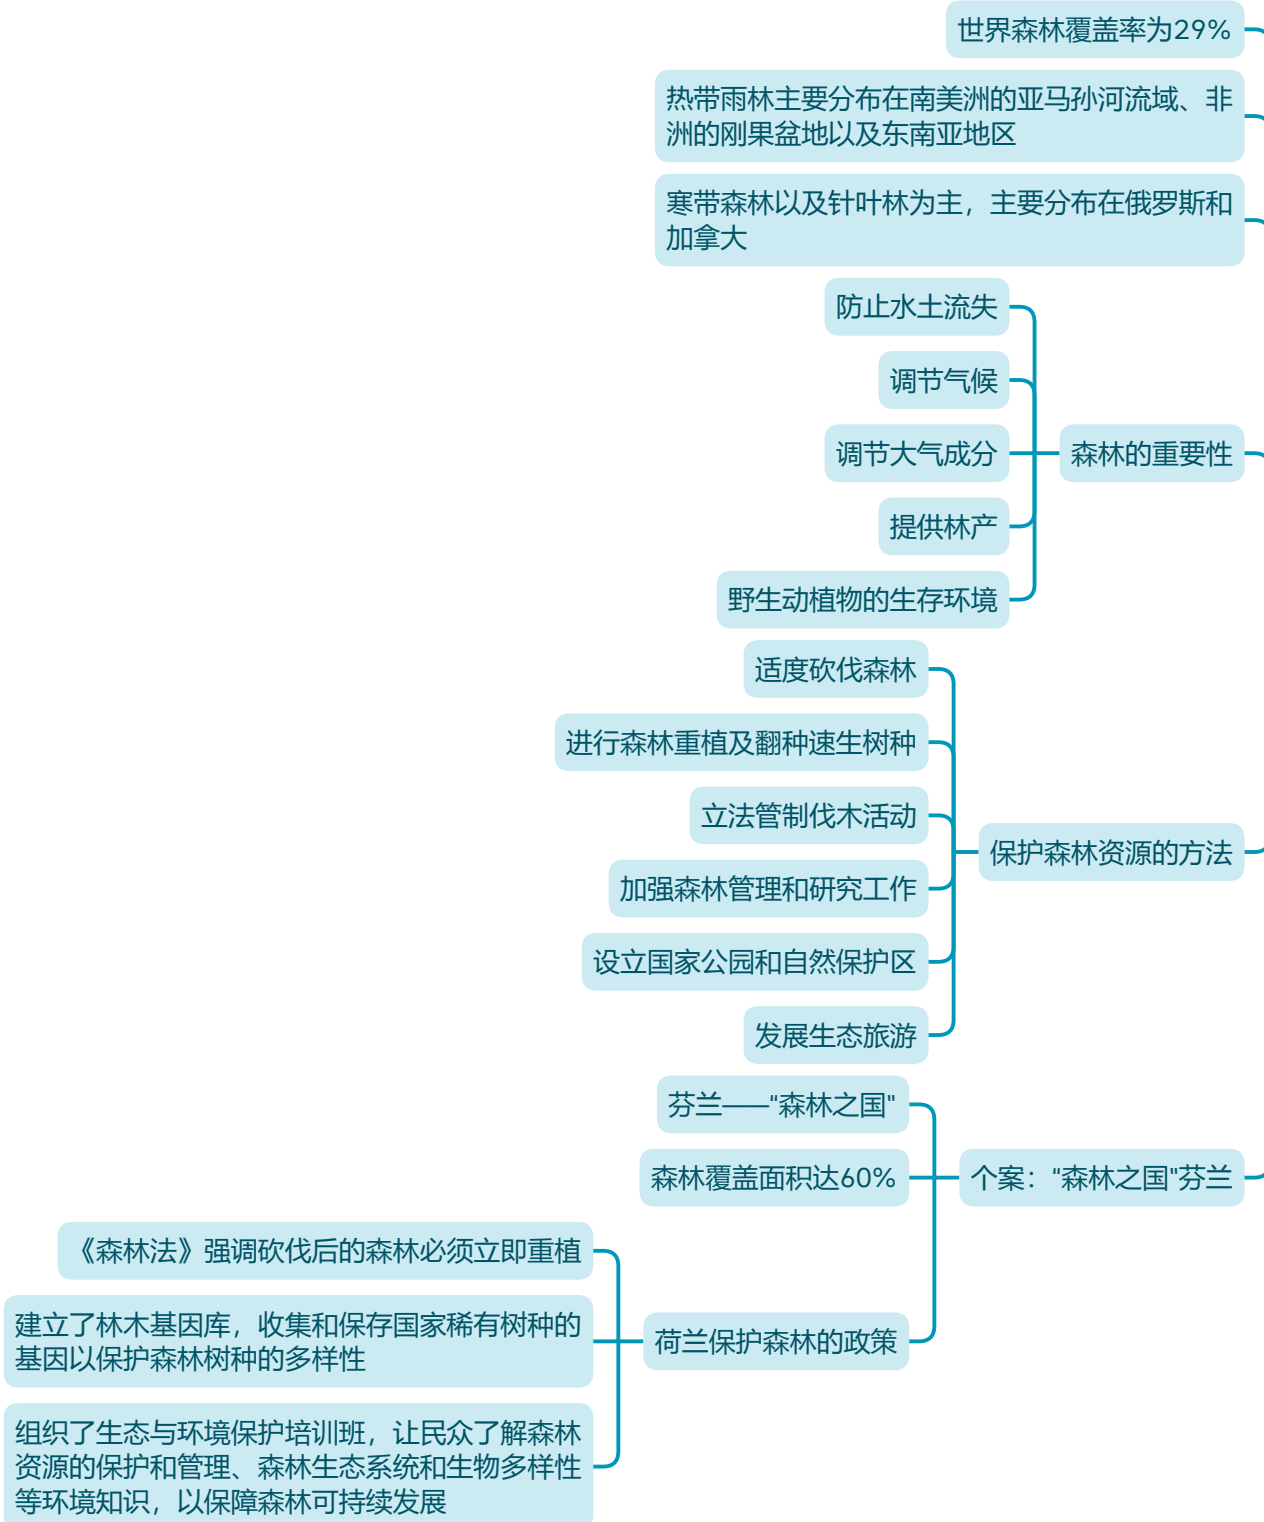 世界森林覆盖率为29%
热带雨林主要分布在南美洲的亚马孙河流域、非
洲的刚果盆地以及东南亚地区
寒带森林以及针叶林为主，主要分布在俄罗斯和
加拿大
防止水土流失
调节气候
调节大气成分
提供林产
野生动植物的生存环境
森林的重要性
适度砍伐森林
进行森林重植及翻种速生树种
立法管制伐木活动
加强森林管理和研究工作
设立国家公园和自然保护区
发展生态旅游
保护森林资源的方法
芬兰——"森林之国"
森林覆盖面积达60%
个案："森林之国"芬兰
《森林法》强调砍伐后的森林必须立即重植
建立了林木基因库，收集和保存国家稀有树种的
基因以保护森林树种的多样性
组织了生态与环境保护培训班，让民众了解森林
资源的保护和管理、森林生态系统和生物多样性
等环境知识，以保障森林可持续发展
荷兰保护森林的政策